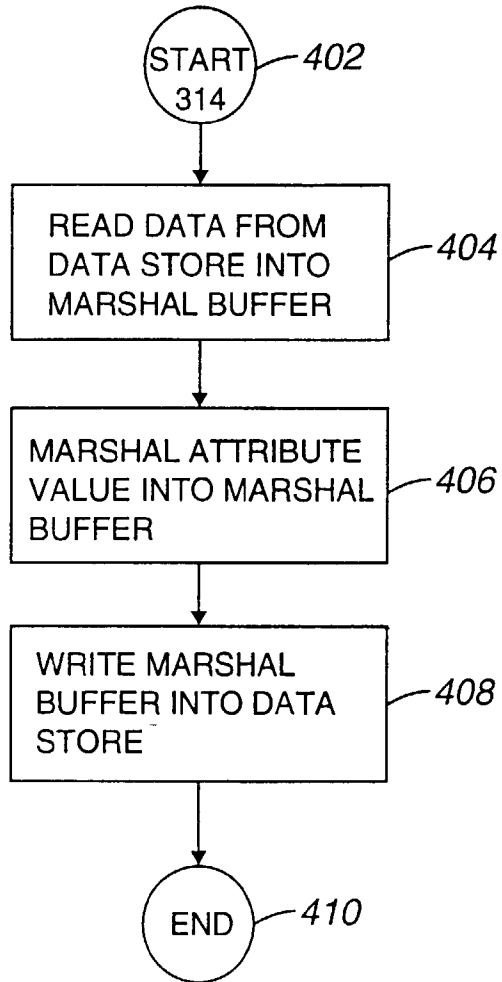 START
314
402
READ DATA FROM
DATA STORE INTO
MARSHAL BUFFER
404
MARSHAL ATTRIBUTE
VALUE INTO MARSHAL
BUFFER
406
WRITE MARSHAL
BUFFER INTO DATA
STORE
408
END
410